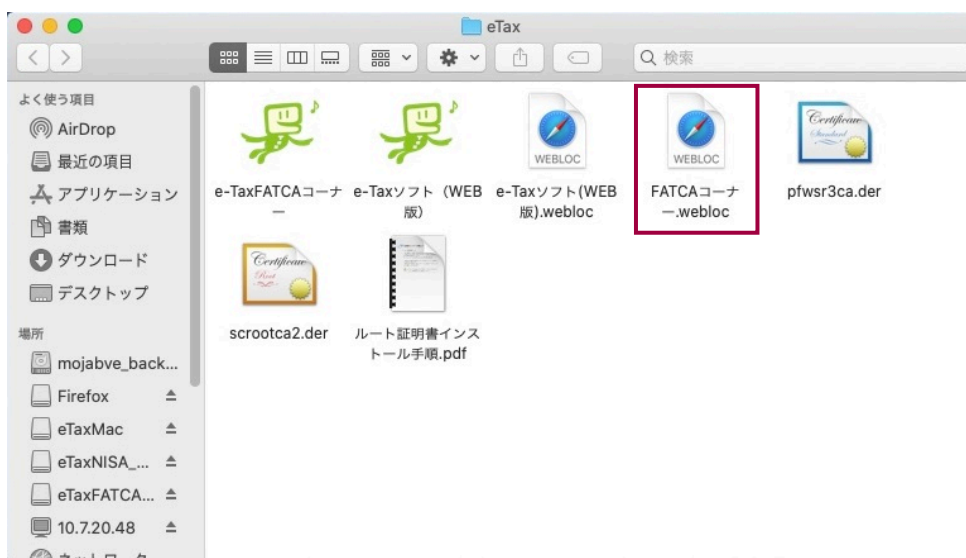 eTax
検索
よく使う項目
AirDrop
最近の項目
アプリケーション
書類
ダウンロード
デスクトップ
場所
mojabve_back...
Firefox
eTaxMac
eTaxNISA_...
eTaxFATCA...
10.7.20.48
e-TaxFATCAコーナ
ー
e-Taxソフト（WEB
版）
WEBLOC
e-Taxソフト(WEB
版).webloc
WEBLOC
FATCAコーナ
ー.webloc
Certificate
Standard
pfwsr3ca.der
Certificate
Root
scrootca2.der
ルート証明書インス
トール手順.pdf